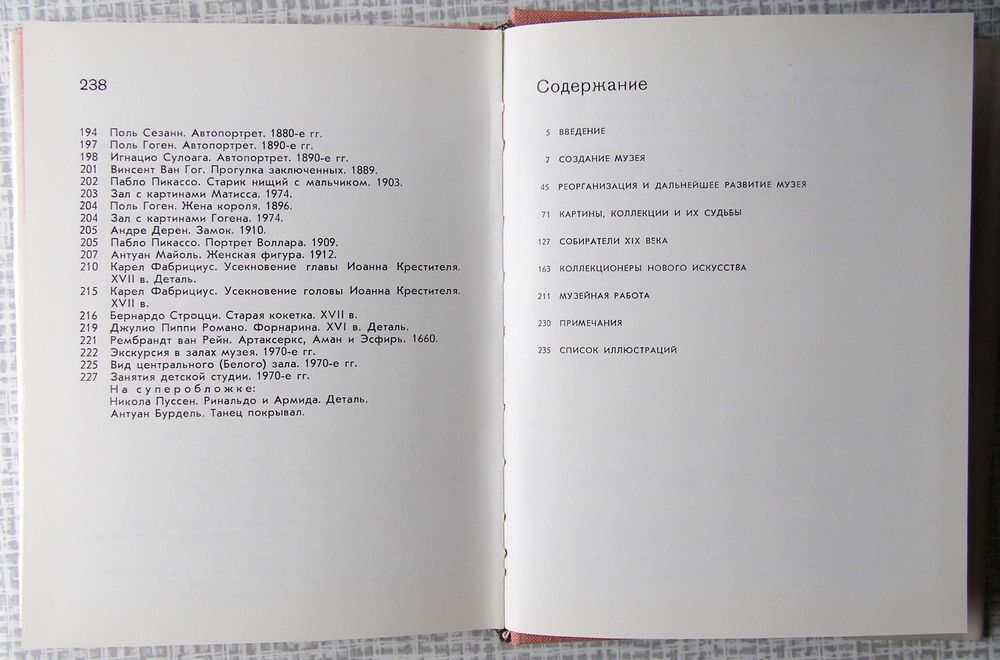 238
194 Поль Сезанн. Автопортрет. 1880-е гг.
197 Поль Гоген. Автопортрет. 1890-е гг.
198 Игнацио Сулоага. Автопортрет. 1890-е гг.
201 Винсент Ван Гог. Прогулка заключенных. 1889.
202 Пабло Пикассо. Старик нищий с мальчиком. 1903.
203 Зал с картинами Матисса. 1974.
204 Поль Гоген. Жена короля. 1896.
204 Зал с картинами Гогена. 1974.
205 Андре Дерен. Замок. 1910.
205 Пабло Пикассо. Портрет Воллара. 1909.
207 Антуан Майоль. Женская фигура. 1912.
210 Карел Фабрициус. Усекновение главы Иоанна Крестителя.
XVII в. Деталь.
215 Карел Фабрициус. Усекновение головы Иоанна Крестителя.
XVII в.
216 Бернардо Строцци. Старая кокетка. XVII в.
219 Джулио Пиппи Романо. Форнарина. XVI в. Деталь.
221 Рембрандт ван Рейн. Артаксеркс, Аман и Эсфирь. 1660.
222 Экскурсия в залах музея. 1970-е гг.
225 Вид центрального (Белого) зала. 1970-е гг.
227 Занятия детской студии. 1970-е гг.
На суперобложке:
Никола Пуссен. Ринальдо и Армида. Деталь.
Антуан Бурдель. Танец покрывал.
Содержание
5 ВВЕДЕНИЕ
7 СОЗДАНИЕ МУЗЕЯ
45 РЕОРГАНИЗАЦИЯ И ДАЛЬНЕЙШЕЕ РАЗВИТИЕ МУЗЕЯ
71 КАРТИНЫ, КОЛЛЕКЦИИ И ИХ СУДЬБЫ
127 СОБИРАТЕЛИ XIX ВЕКА
163 КОЛЛЕКЦИОНЕРЫ НОВОГО ИСКУССТВА
211 МУЗЕЙНАЯ РАБОТА
230 ПРИМЕЧАНИЯ
235 СПИСОК ИЛЛЮСТРАЦИЙ